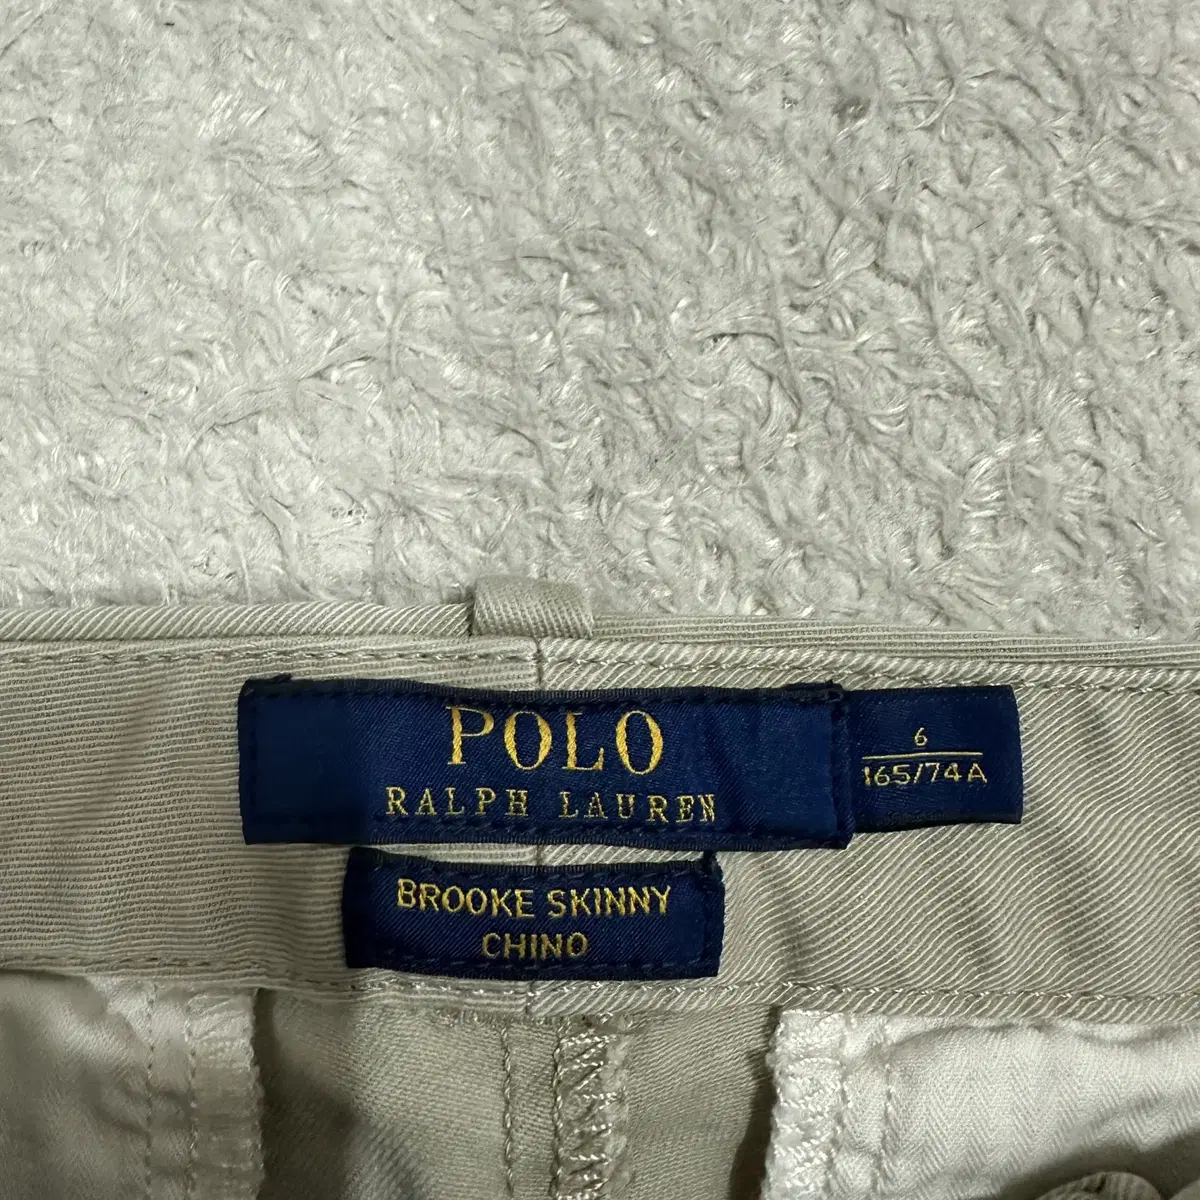 POLO
RALPH LAUREN
6
165/74A
BROOKE SKINNY
CHINO